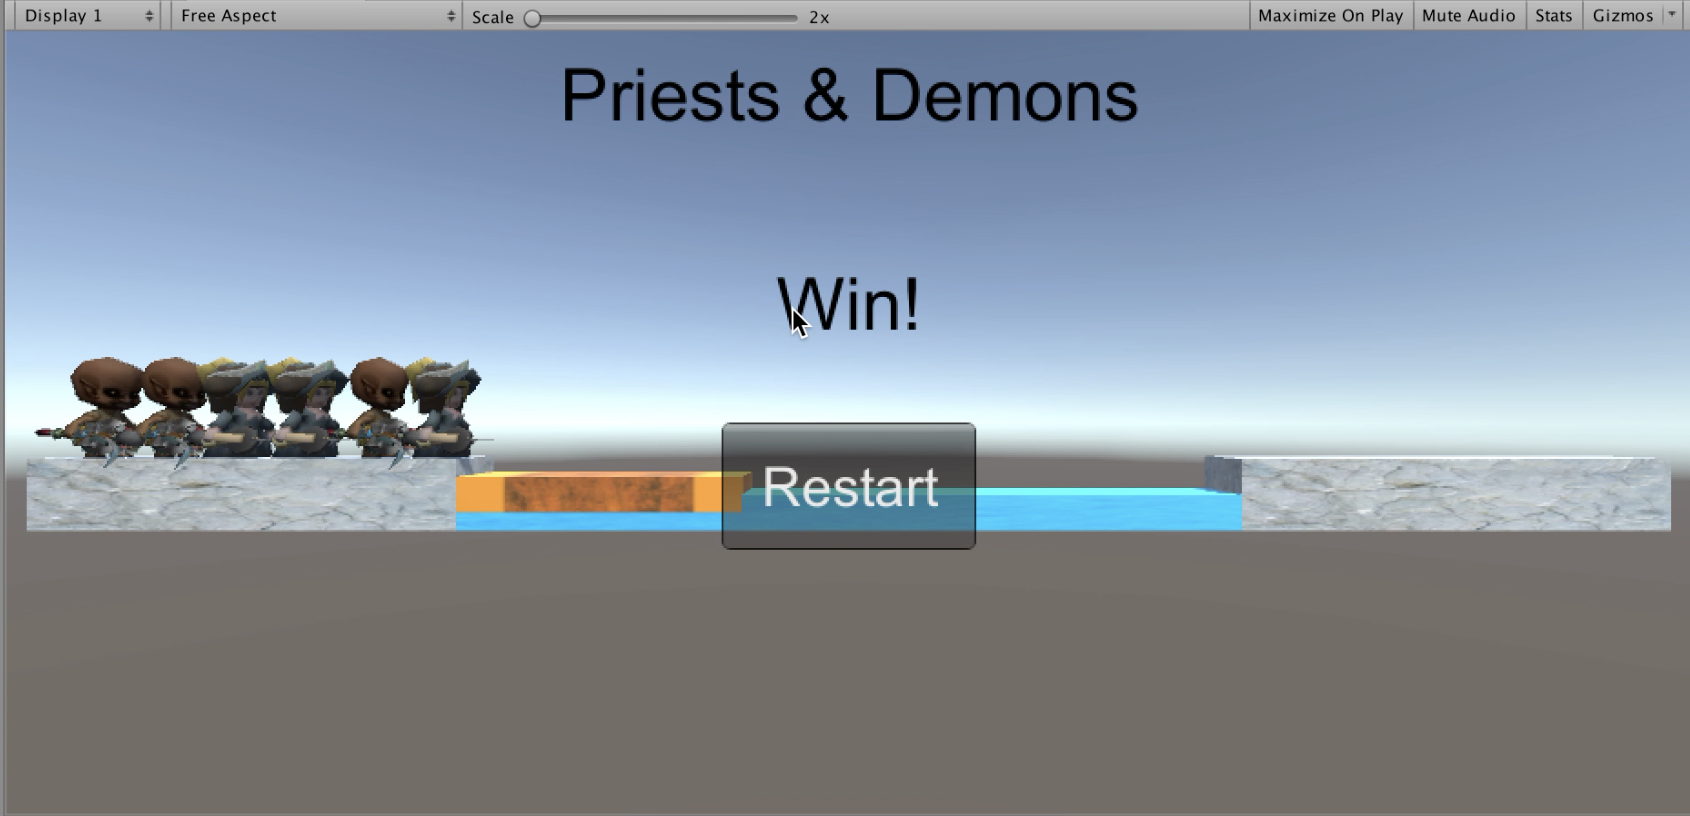 Display 1 Free Aspect Scale 2x Maximize On Play Mute Audio Stats Gizmos
Priests & Demons
Win!
Restart